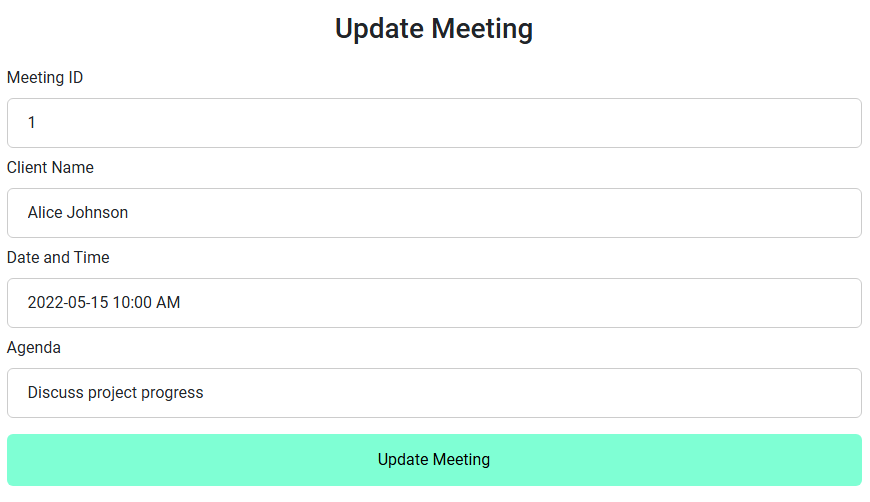 Update Meeting
Meeting ID
1
Client Name
Alice Johnson
Date and Time
2022-05-15 10:00 AM
Agenda
Discuss project progress
Update Meeting